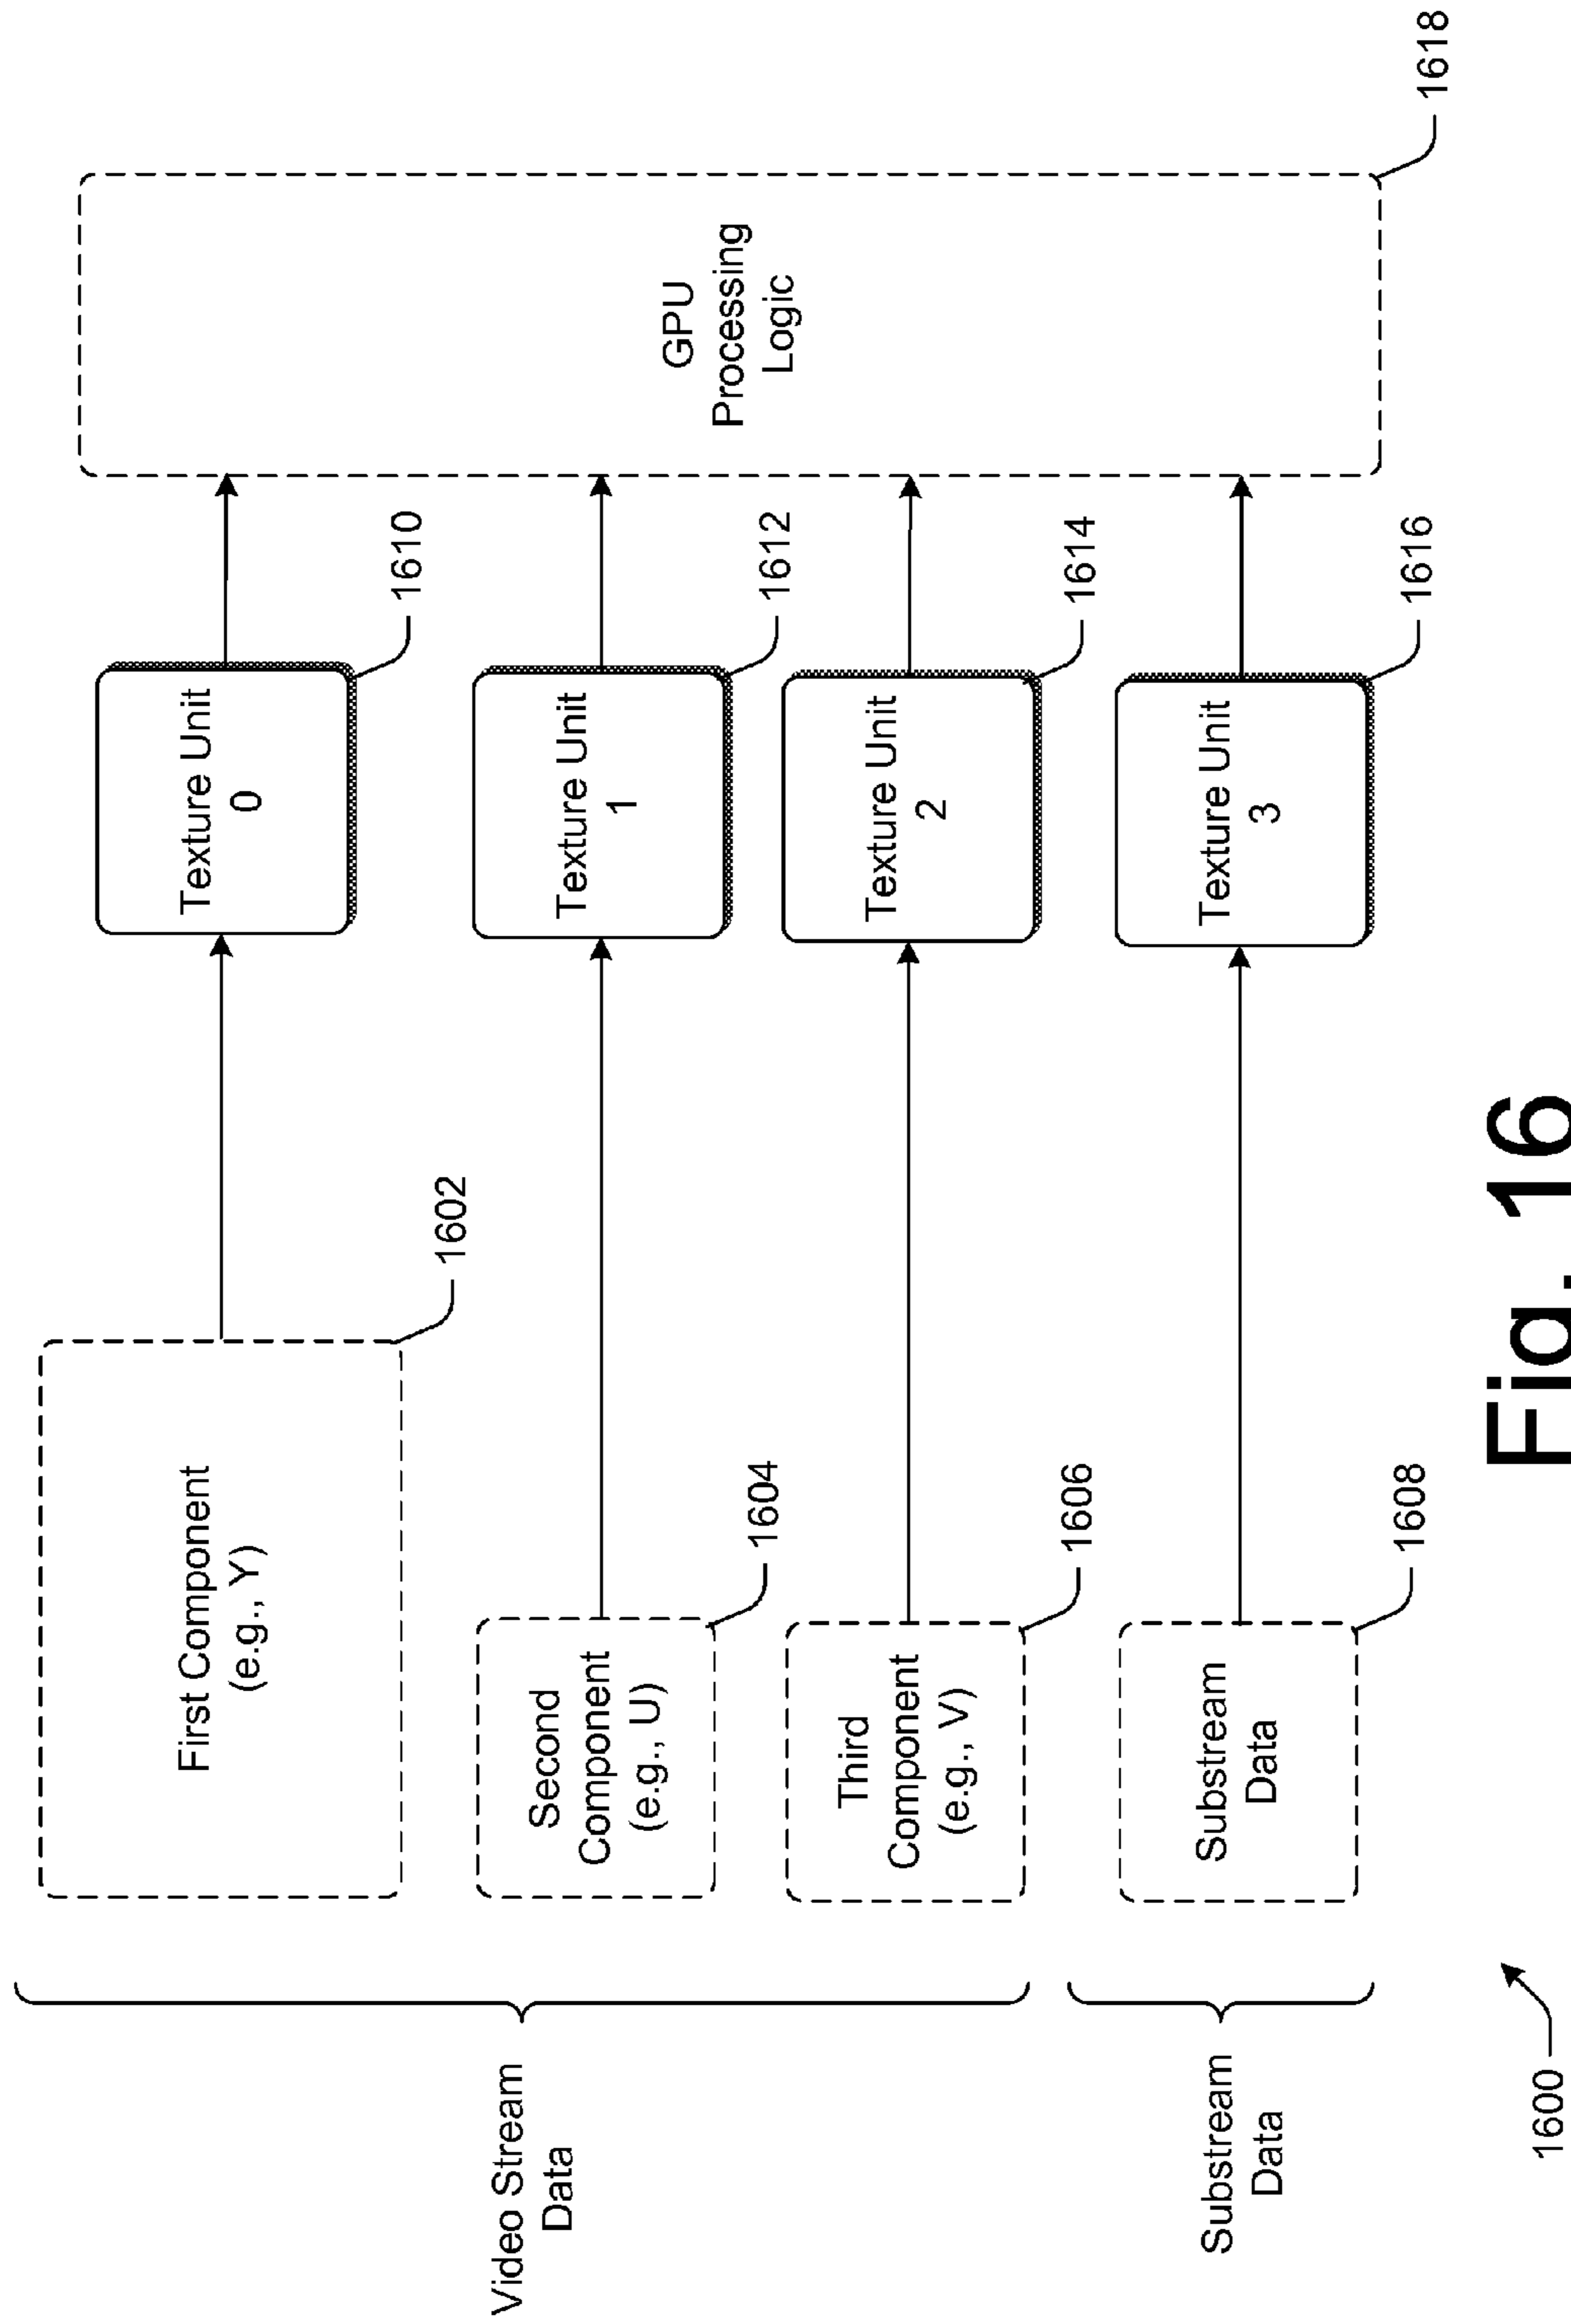 Video Stream
Data
First Component
(e.g., Y)
1602
Texture Unit
0
1610
Second
Component
(e.g., U)
1604
Texture Unit
1
1612
Third
Component
(e.g., V)
1606
Texture Unit
2
1614
Substream
Data
Substream
Data
1608
Texture Unit
3
1616
GPU
Processing
Logic
1618
1600
Fig. 16